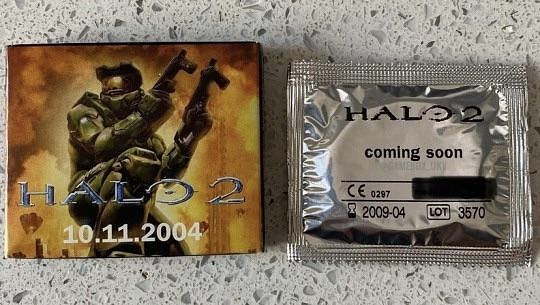 HALO 2
10.11.2004
HALO 2
coming soon
CE 0297
2009-04 LOT 3570